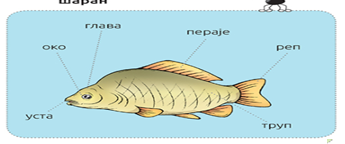 шаран
глава
око
пераје
реп
уста
труп